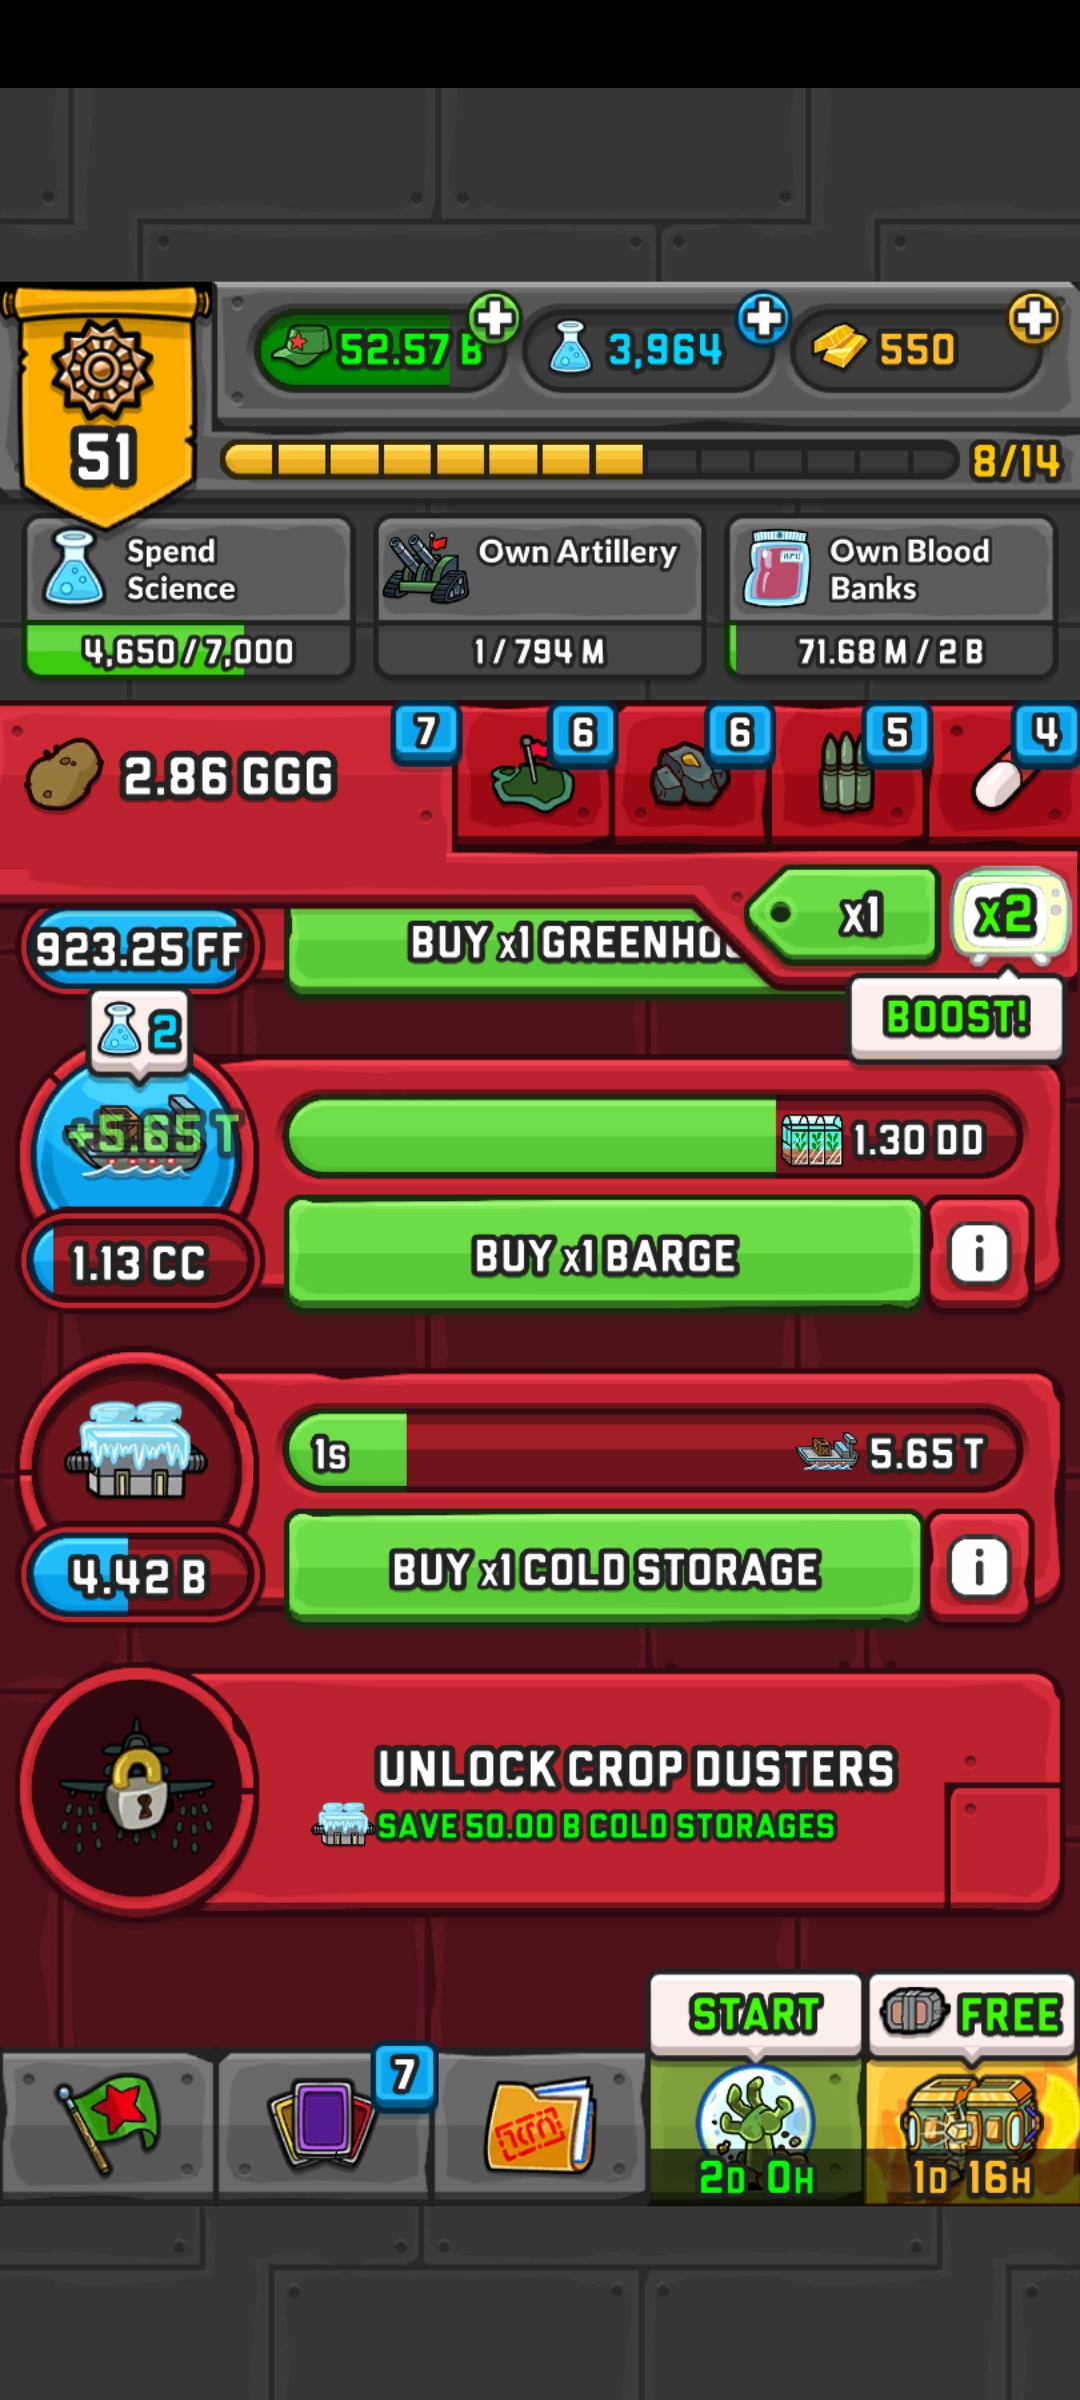 51
52.57 B
3,964
550
8/14
Spend
Science
4,650/7,000
Own Artillery
1/794 M
Own Blood
Banks
71.68 M / 2 B
2.86 GGG
7
6
6
5
4
x1
x2
BOOST!
923.25 FF
BUY x1 GREENHO
2
+5.65 T
1.30 DD
1.13 CC
BUY x1 BARGE
i
1s
5.65 T
4.42 B
BUY x1 COLD STORAGE
i
UNLOCK CROP DUSTERS
SAVE 50.00 B COLD STORAGES
START
FREE
7
2D 0H
1D 16H